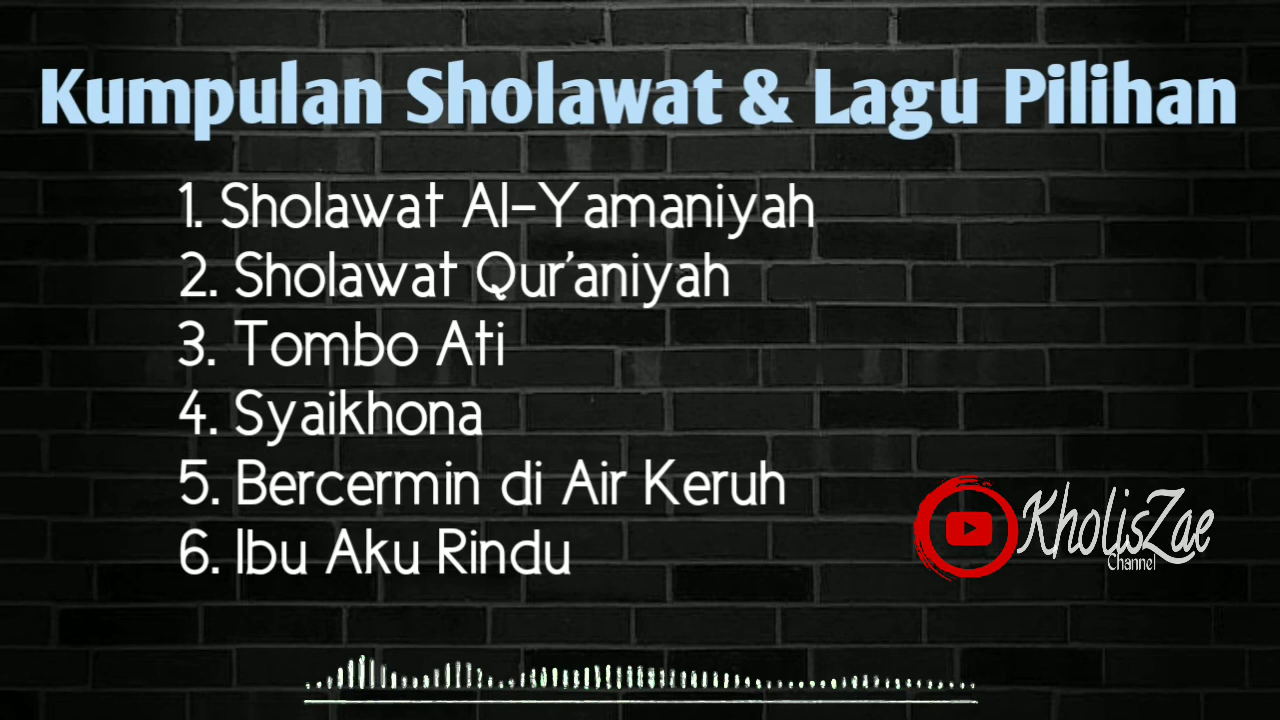 Kumpulan Sholawat & Lagu Pilihan
1. Sholawat Al-Yamaniyah
2. Sholawat Qur'aniyah
3. Tombo Ati
4. Syaikhona
5. Bercermin di Air Keruh
6. Ibu Aku Rindu
KholisZae
Channel